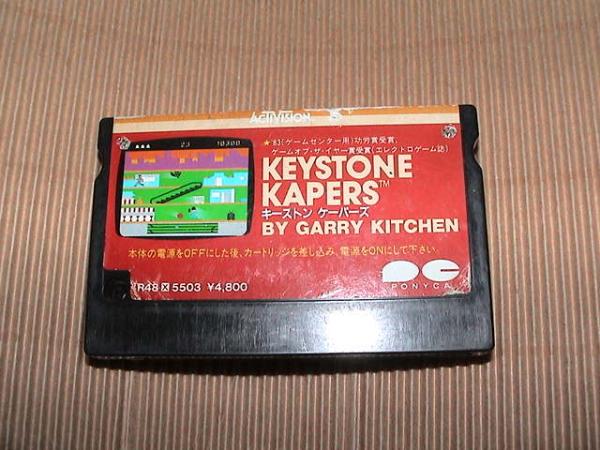 ACTIVISION
23 10300
★'83(ゲームセンター用)功労賞受賞,
ゲームオブ・ザ・イヤー賞受賞(エレクトロゲーム誌)
KEYSTONE
KAPERS™
キーストン ケーパーズ
BY GARRY KITCHEN
本体の電源をOFFにした後、カートリッジを差し込み、電源をONにして下さい。
R48X5503 ¥4,800
PONYCA